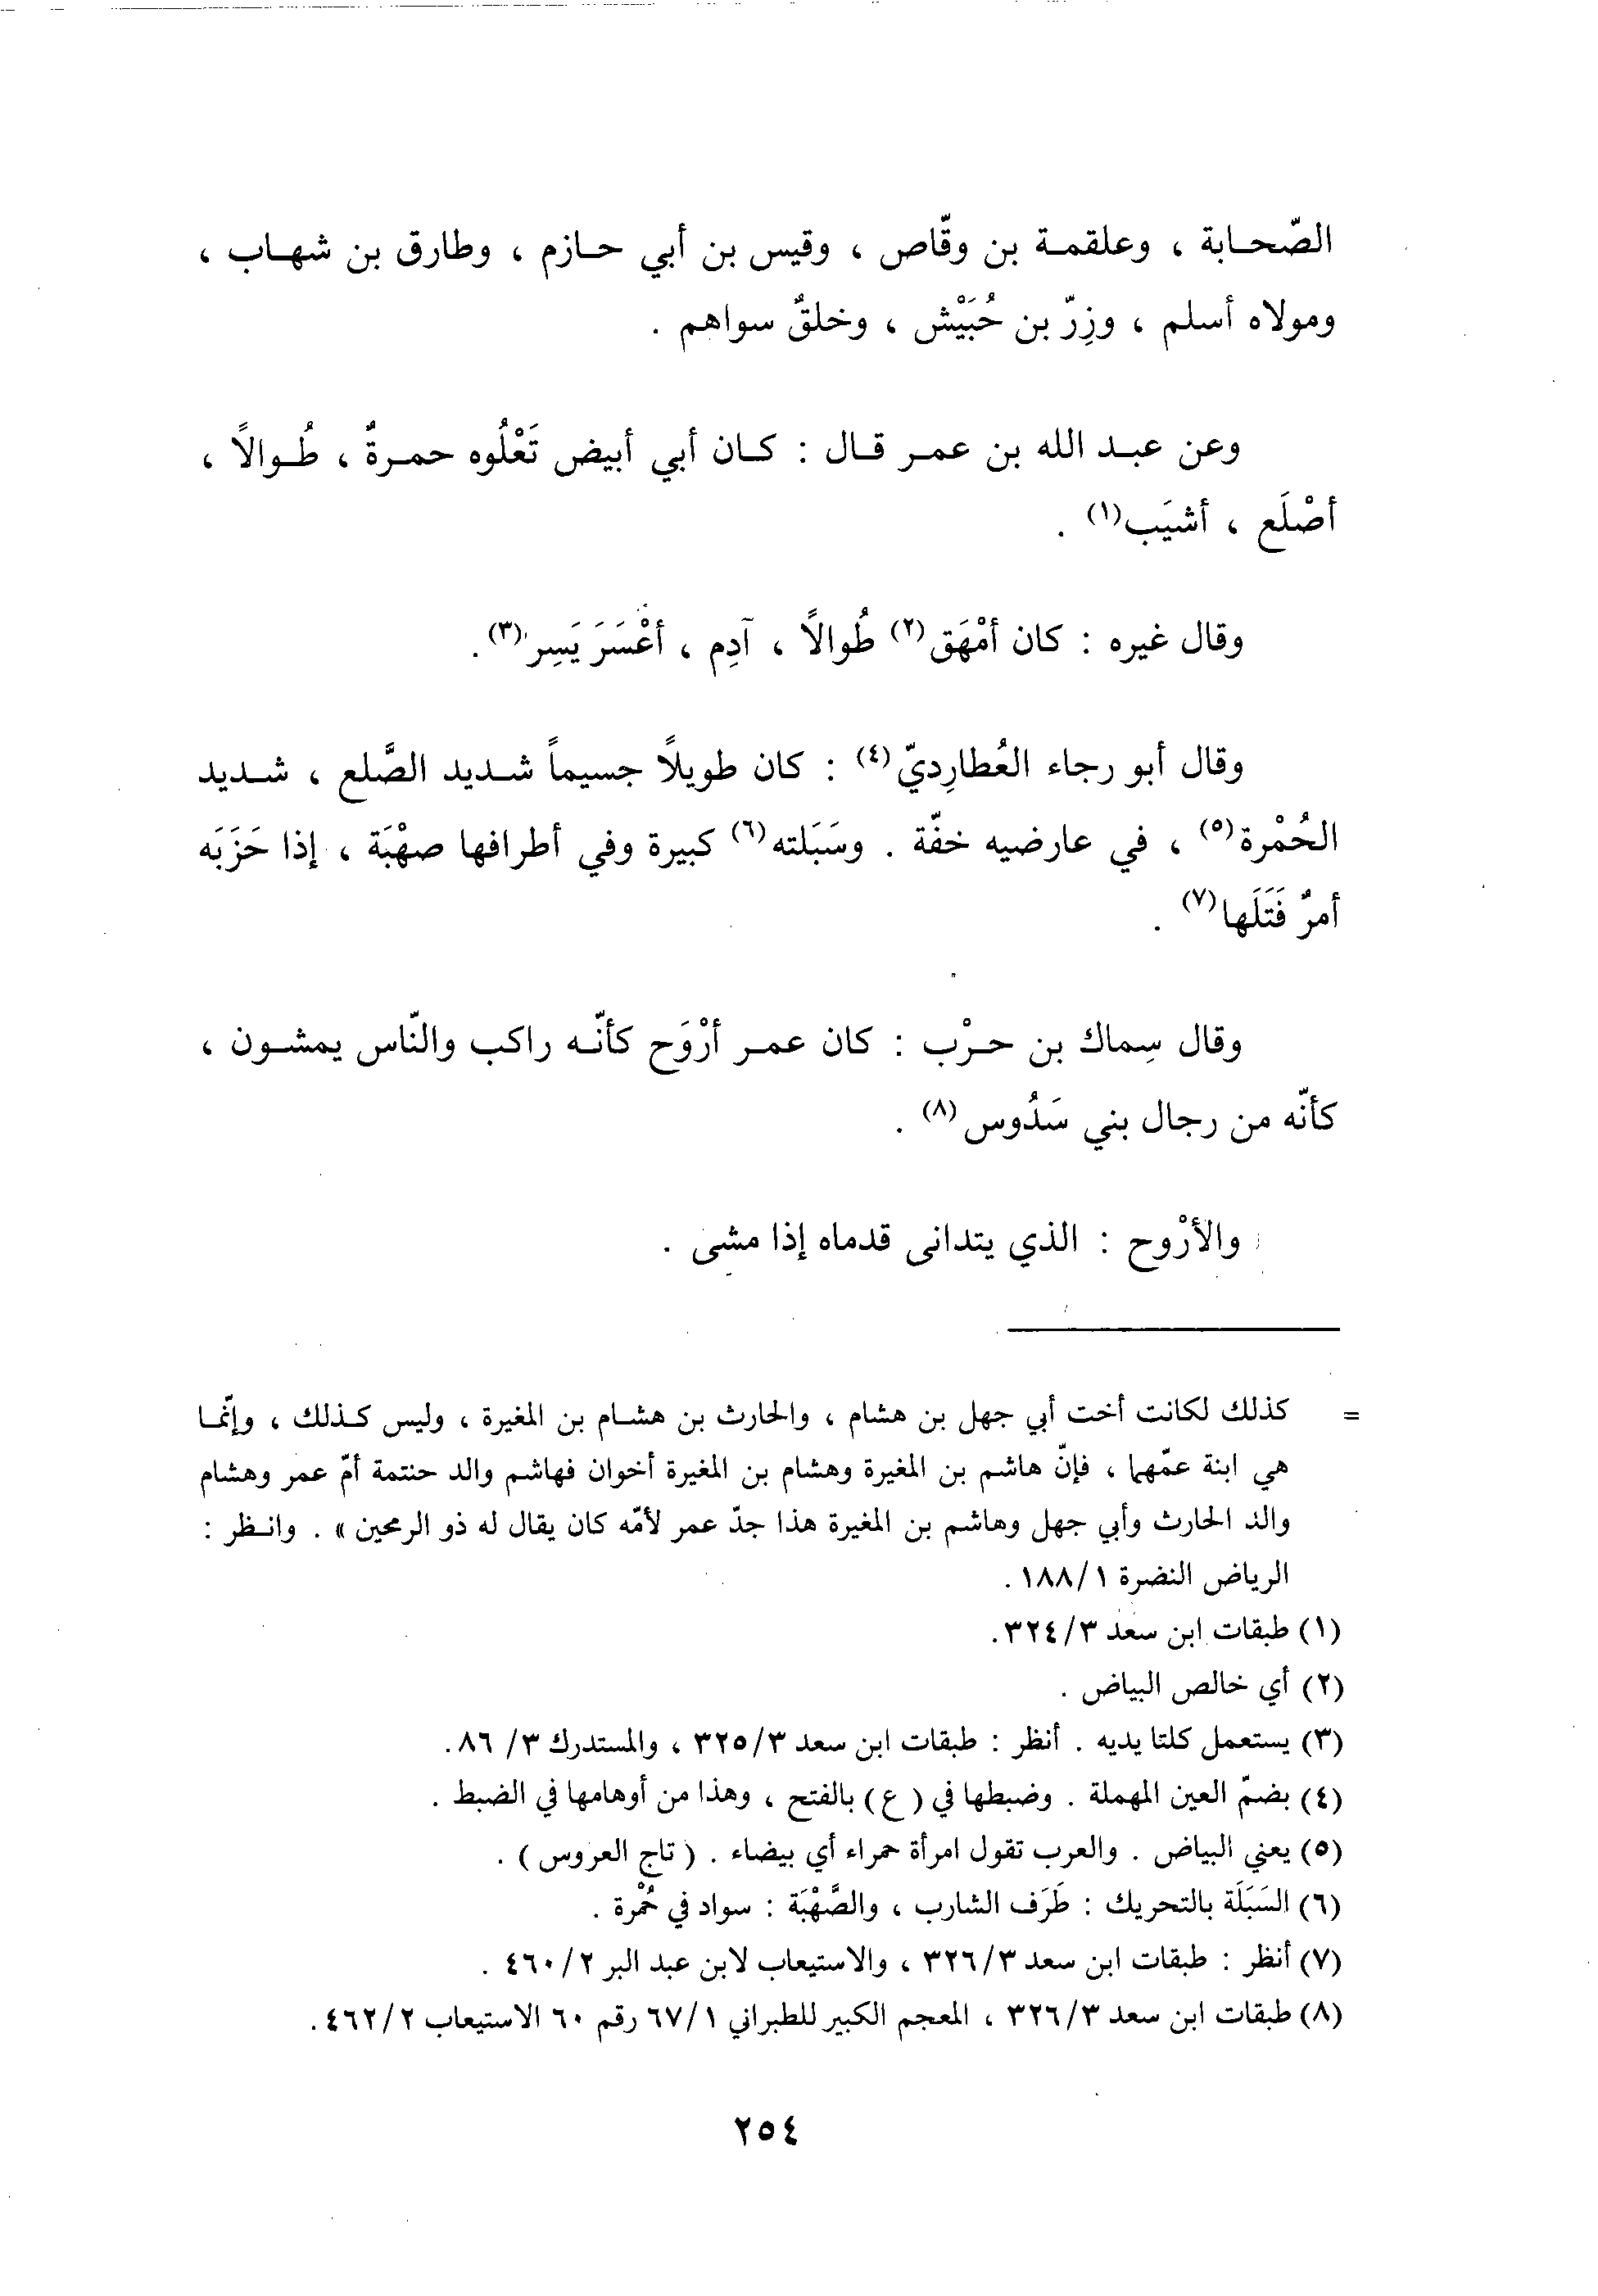 الصّحابة ، وعلقمة بن وقّاص ، وقيس بن أبي حازم ، وطارق بن شهاب ،
ومولاه أسلم ، وزِرّ بن حُبَيْش ، وخلقٌ سواهم .
وعن عبد الله بن عمر قال : كان أبي أبيض تَعْلُوه حمرةٌ ، طُوالاً ،
أصْلَع ، أشيَب(١) .
وقال غيره : كان أمْهَق(٢) طُوالاً ، آدِم ، أعْسَرَ يَسِر(٣) .
وقال أبو رجاء العُطارِديّ(٤) : كان طويلاً جسيماً شديد الصَّلع ، شديد
الحُمْرة(٥) ، في عارضيه خفّة . وسَبَلته(٦) كبيرة وفي أطرافها صهْبَة ، إذا حَزَبَه
أمرٌ فَتَلَها(٧) .
وقال سِماك بن حرْب : كان عمر أرْوَح كأنّه راكب والنّاس يمشون ،
كأنّه من رجال بني سَدُوس(٨) .
والأرْوح : الذي يتدانى قدماه إذا مشى .
= كذلك لكانت أخت أبي جهل بن هشام ، والحارث بن هشام بن المغيرة ، وليس كذلك ، وإنّما
هي ابنة عمّهما ، فإنّ هاشم بن المغيرة وهشام بن المغيرة أخوان فهاشم والد حنتمة أمّ عمر وهشام
والد الحارث وأبي جهل وهاشم بن المغيرة هذا جدّ عمر لأمّه كان يقال له ذو الرمحين » . وانظر :
الرياض النضرة ١/١٨٨ .
(١) طبقات ابن سعد ٣/٣٢٤ .
(٢) أي خالص البياض .
(٣) يستعمل كلتا يديه . أنظر : طبقات ابن سعد ٣/٣٢٥ ، والمستدرك ٣/ ٨٦ .
(٤) بضمّ العين المهملة . وضبطها في ( ع ) بالفتح ، وهذا من أوهامها في الضبط .
(٥) يعني البياض . والعرب تقول امرأة حمراء أي بيضاء . ( تاج العروس ) .
(٦) السَبَلَة بالتحريك : طَرَف الشارب ، والصَّهْبَة : سواد في حُمْرة .
(٧) أنظر : طبقات ابن سعد ٣/٣٢٦ ، والاستيعاب لابن عبد البر ٢/٤٦٠ .
(٨) طبقات ابن سعد ٣/٣٢٦ ، المعجم الكبير للطبراني ١/٦٧ رقم ٦٠ الاستيعاب ٢/٤٦٢ .
٢٥٤